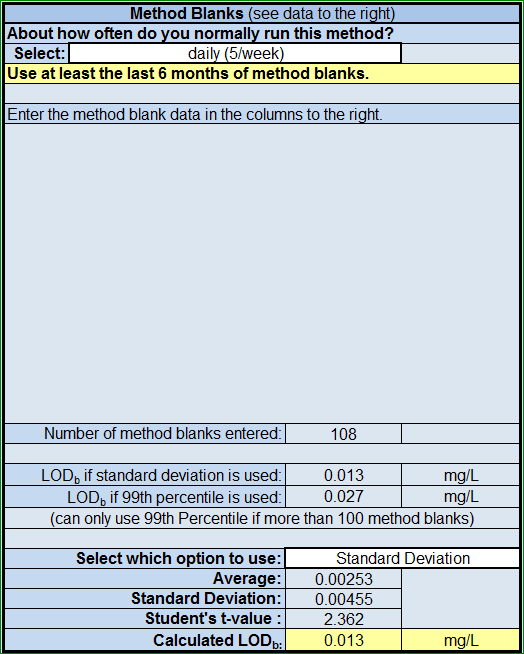 Method Blanks (see data to the right)
About how often do you normally run this method?
Select: daily (5/week)
Use at least the last 6 months of method blanks.
Enter the method blank data in the columns to the right.
Number of method blanks entered: 108
LODb if standard deviation is used: 0.013 mg/L
LODb if 99th percentile is used: 0.027 mg/L
(can only use 99th Percentile if more than 100 method blanks)
Select which option to use: Standard Deviation
Average: 0.00253
Standard Deviation: 0.00455
Student's t-value : 2.362
Calculated LODb: 0.013 mg/L